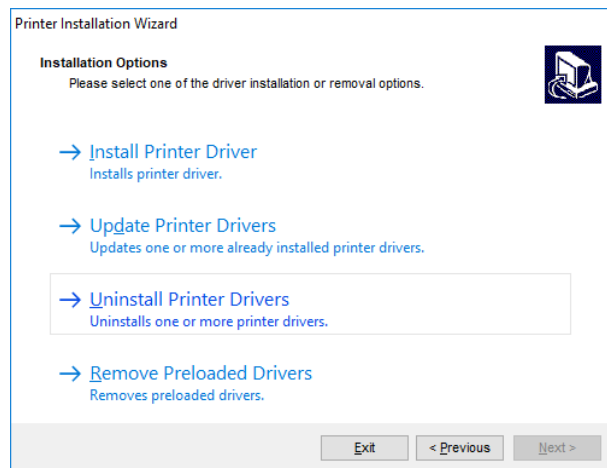 Printer Installation Wizard
Installation Options
Please select one of the driver installation or removal options.
Install Printer Driver
Installs printer driver.
Update Printer Drivers
Updates one or more already installed printer drivers.
Uninstall Printer Drivers
Uninstalls one or more printer drivers.
Remove Preloaded Drivers
Removes preloaded drivers.
Exit < Previous Next >